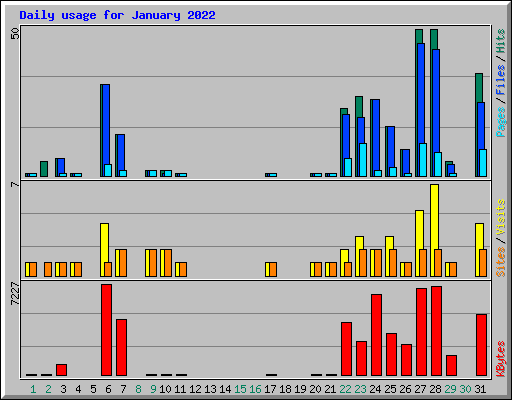 Daily usage for January 2022
50
Pages / Files / Hits
7
Sites / Visits
7227
KBytes
1 2 3 4 5 6 7 8 9 10 11 12 13 14 15 16 17 18 19 20 21 22 23 24 25 26 27 28 29 30 31